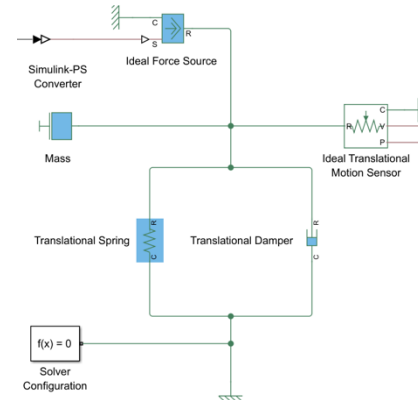 C
S
R
Ideal Force Source
Simulink-PS
Converter
Mass
C
R
V
P
Ideal Translational
Motion Sensor
R
R
Translational Spring
Translational Damper
C
C
f(x) = 0
Solver
Configuration